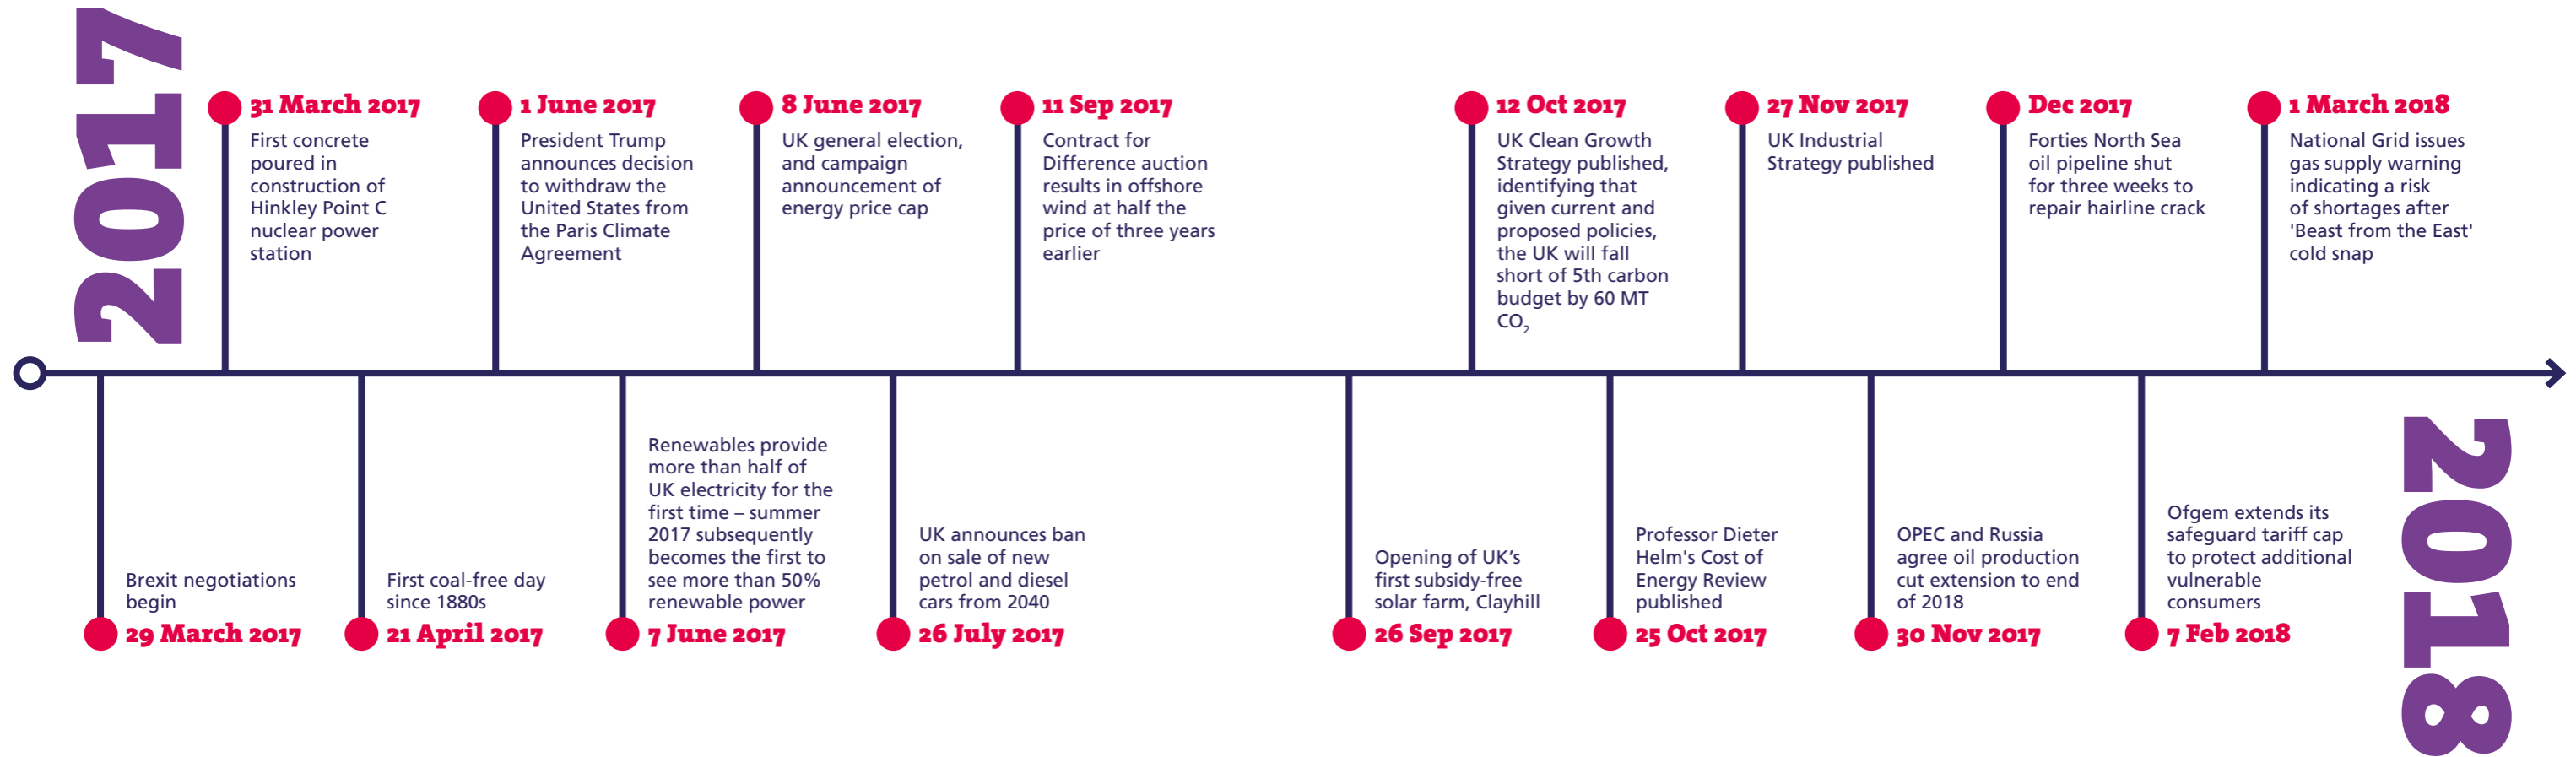 2017
31 March 2017
First concrete
poured in
construction of
Hinkley Point C
nuclear power
station
1 June 2017
President Trump
announces decision
to withdraw the
United States from
the Paris Climate
Agreement
8 June 2017
UK general election,
and campaign
announcement of
energy price cap
11 Sep 2017
Contract for
Difference auction
results in offshore
wind at half the
price of three years
earlier
12 Oct 2017
UK Clean Growth
Strategy published,
identifying that
given current and
proposed policies,
the UK will fall
short of 5th carbon
budget by 60 MT
CO₂
27 Nov 2017
UK Industrial
Strategy published
Dec 2017
Forties North Sea
oil pipeline shut
for three weeks to
repair hairline crack
1 March 2018
National Grid issues
gas supply warning
indicating a risk
of shortages after
'Beast from the East'
cold snap
Brexit negotiations
begin
29 March 2017
First coal-free day
since 1880s
21 April 2017
Renewables provide
more than half of
UK electricity for the
first time – summer
2017 subsequently
becomes the first to
see more than 50%
renewable power
7 June 2017
UK announces ban
on sale of new
petrol and diesel
cars from 2040
26 July 2017
Opening of UK’s
first subsidy-free
solar farm, Clayhill
26 Sep 2017
Professor Dieter
Helm's Cost of
Energy Review
published
25 Oct 2017
OPEC and Russia
agree oil production
cut extension to end
of 2018
30 Nov 2017
Ofgem extends its
safeguard tariff cap
to protect additional
vulnerable
consumers
7 Feb 2018
2018